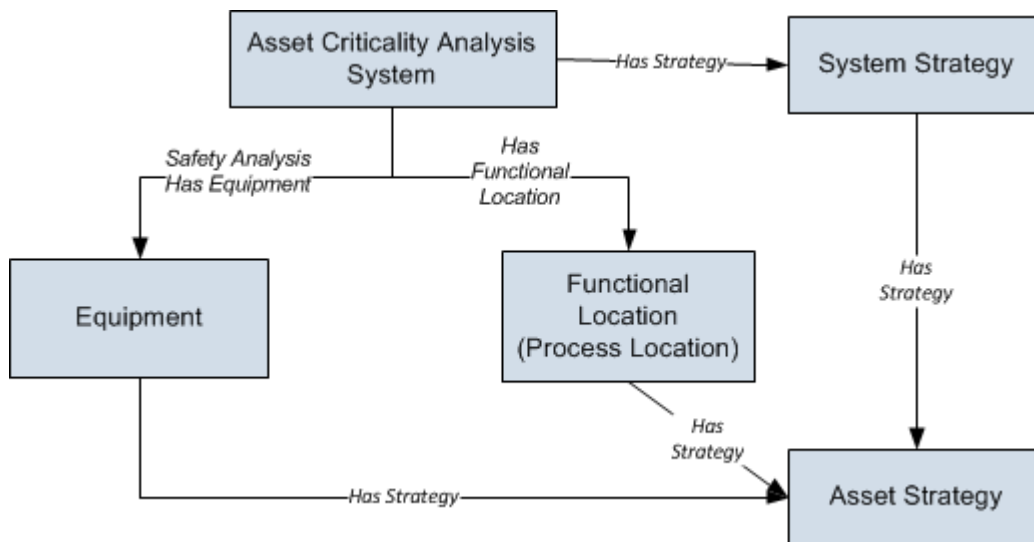 Asset Criticality Analysis
System
Has Strategy
System Strategy
Safety Analysis
Has Equipment
Has
Functional
Location
Equipment
Functional
Location
(Process Location)
Has
Strategy
Has
Strategy
Has Strategy
Asset Strategy